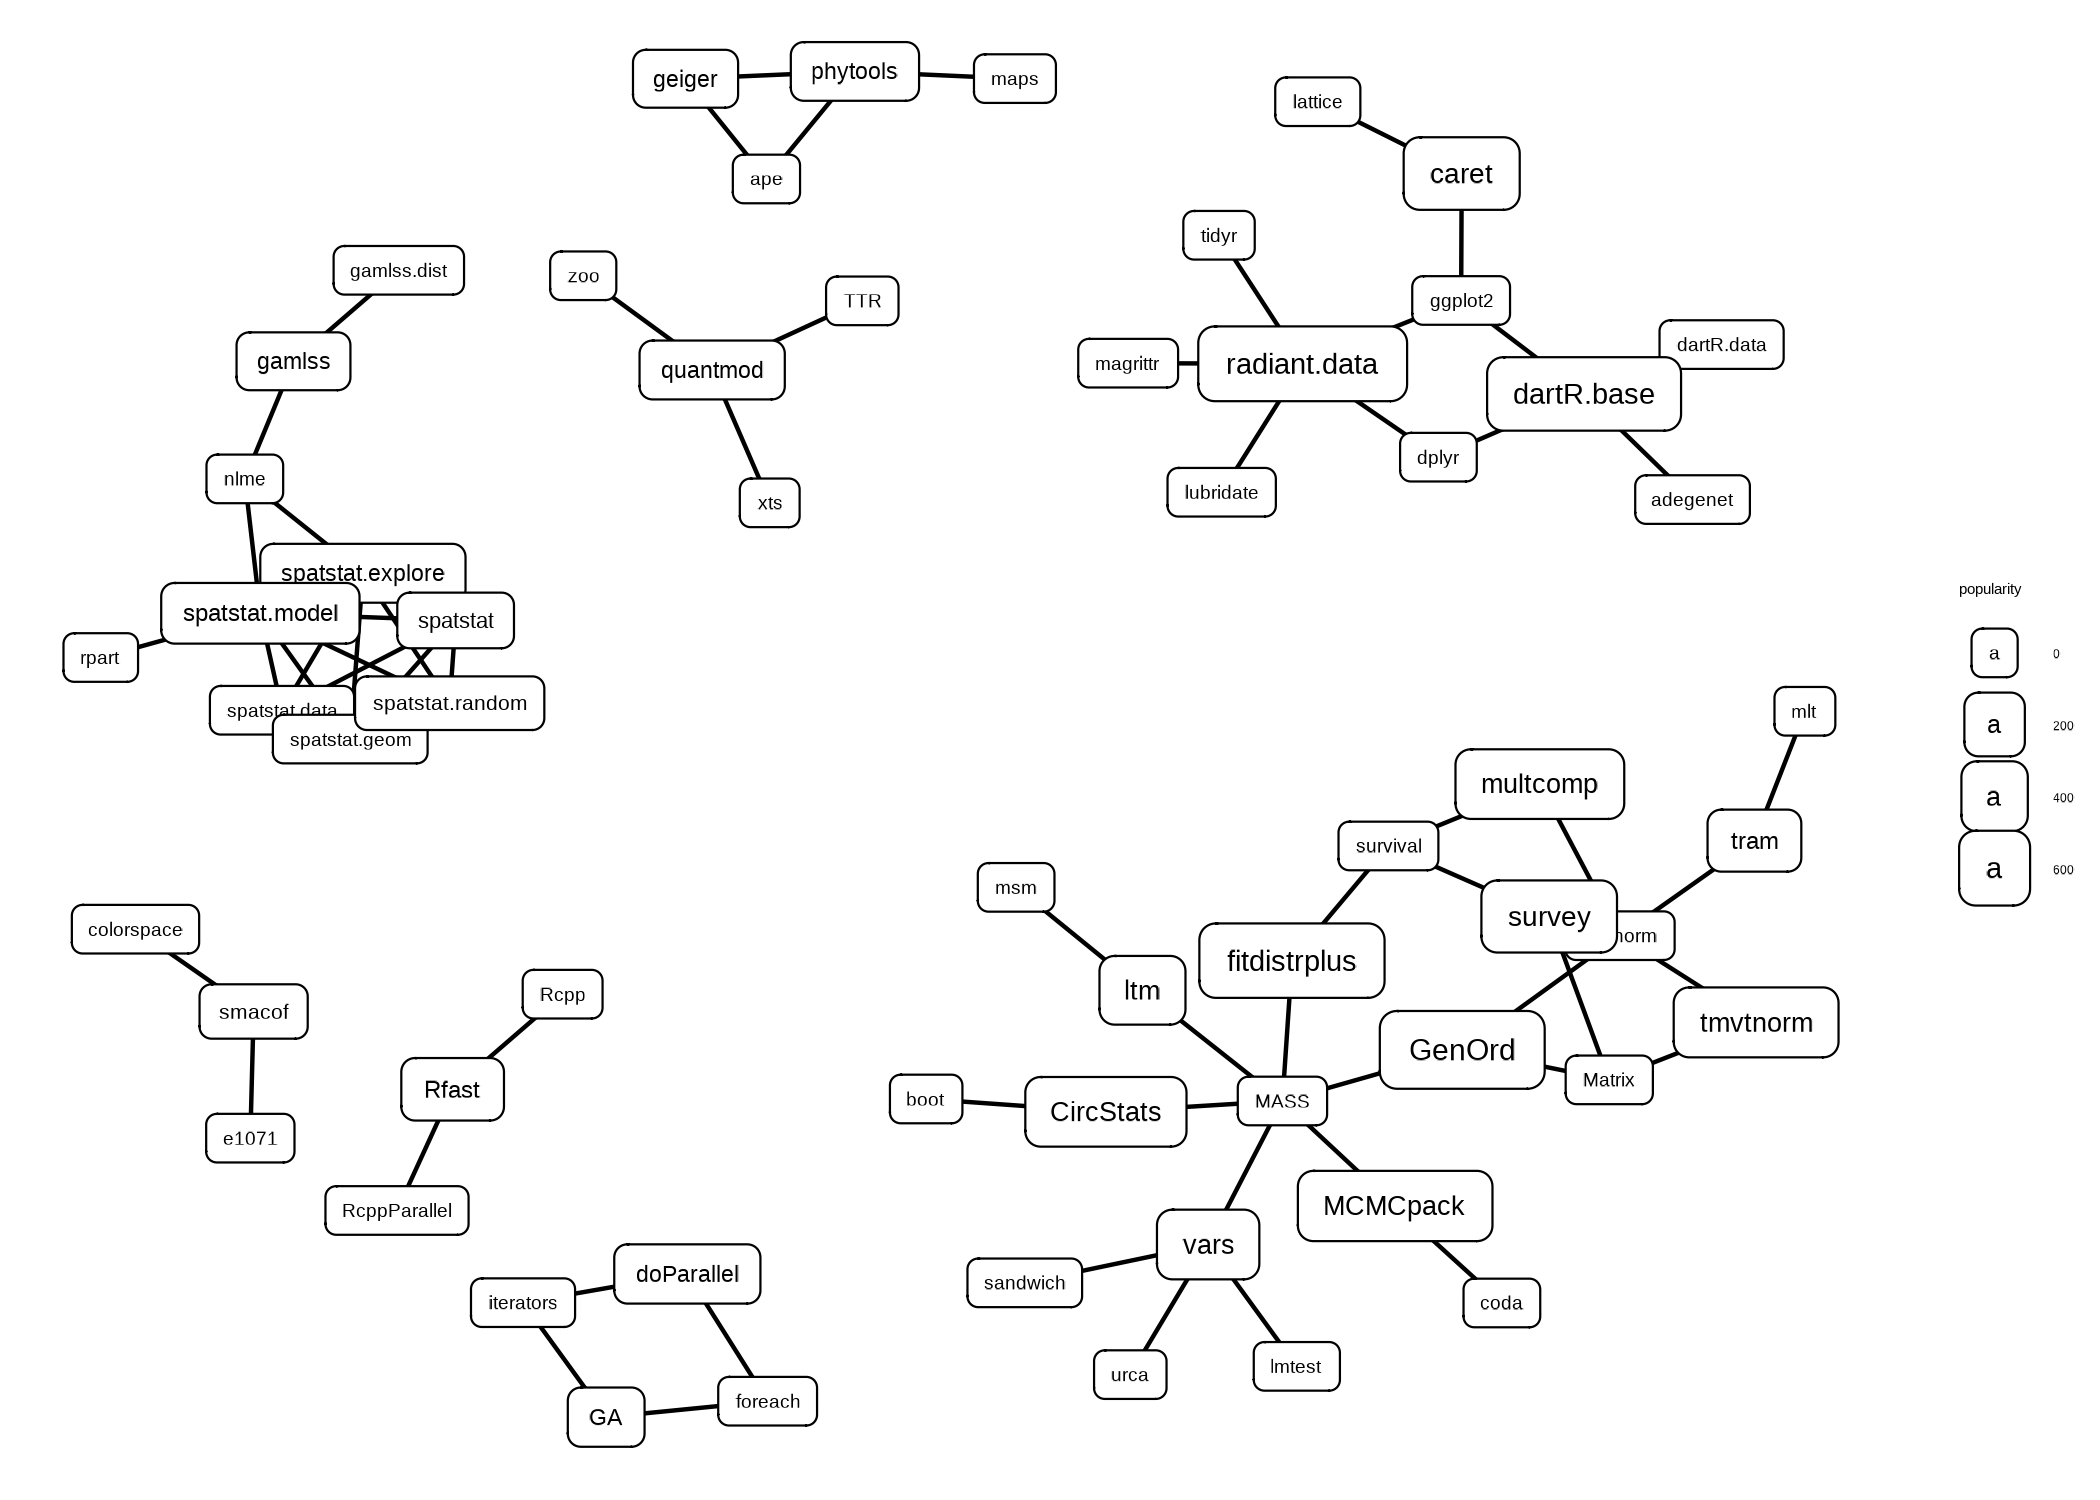 geiger
phytools
maps
ape
lattice
caret
tidyr
ggplot2
magrittr
radiant.data
dartR.data
dartR.base
dplyr
lubridate
adegenet
gamlss.dist
gamlss
nlme
zoo
TTR
quantmod
xts
spatstat.explore
spatstat.model
spatstat
rpart
spatstat.data
spatstat.random
spatstat.geom
popularity
a 0
a 200
a 400
a 600
mlt
multcomp
tram
survival
msm
survey
norm
fitdistrplus
ltm
tmvtnorm
GenOrd
Matrix
MASS
boot
CircStats
MCMCpack
vars
sandwich
coda
urca
lmtest
colorspace
smacof
e1071
Rcpp
Rfast
RcppParallel
doParallel
iterators
GA
foreach